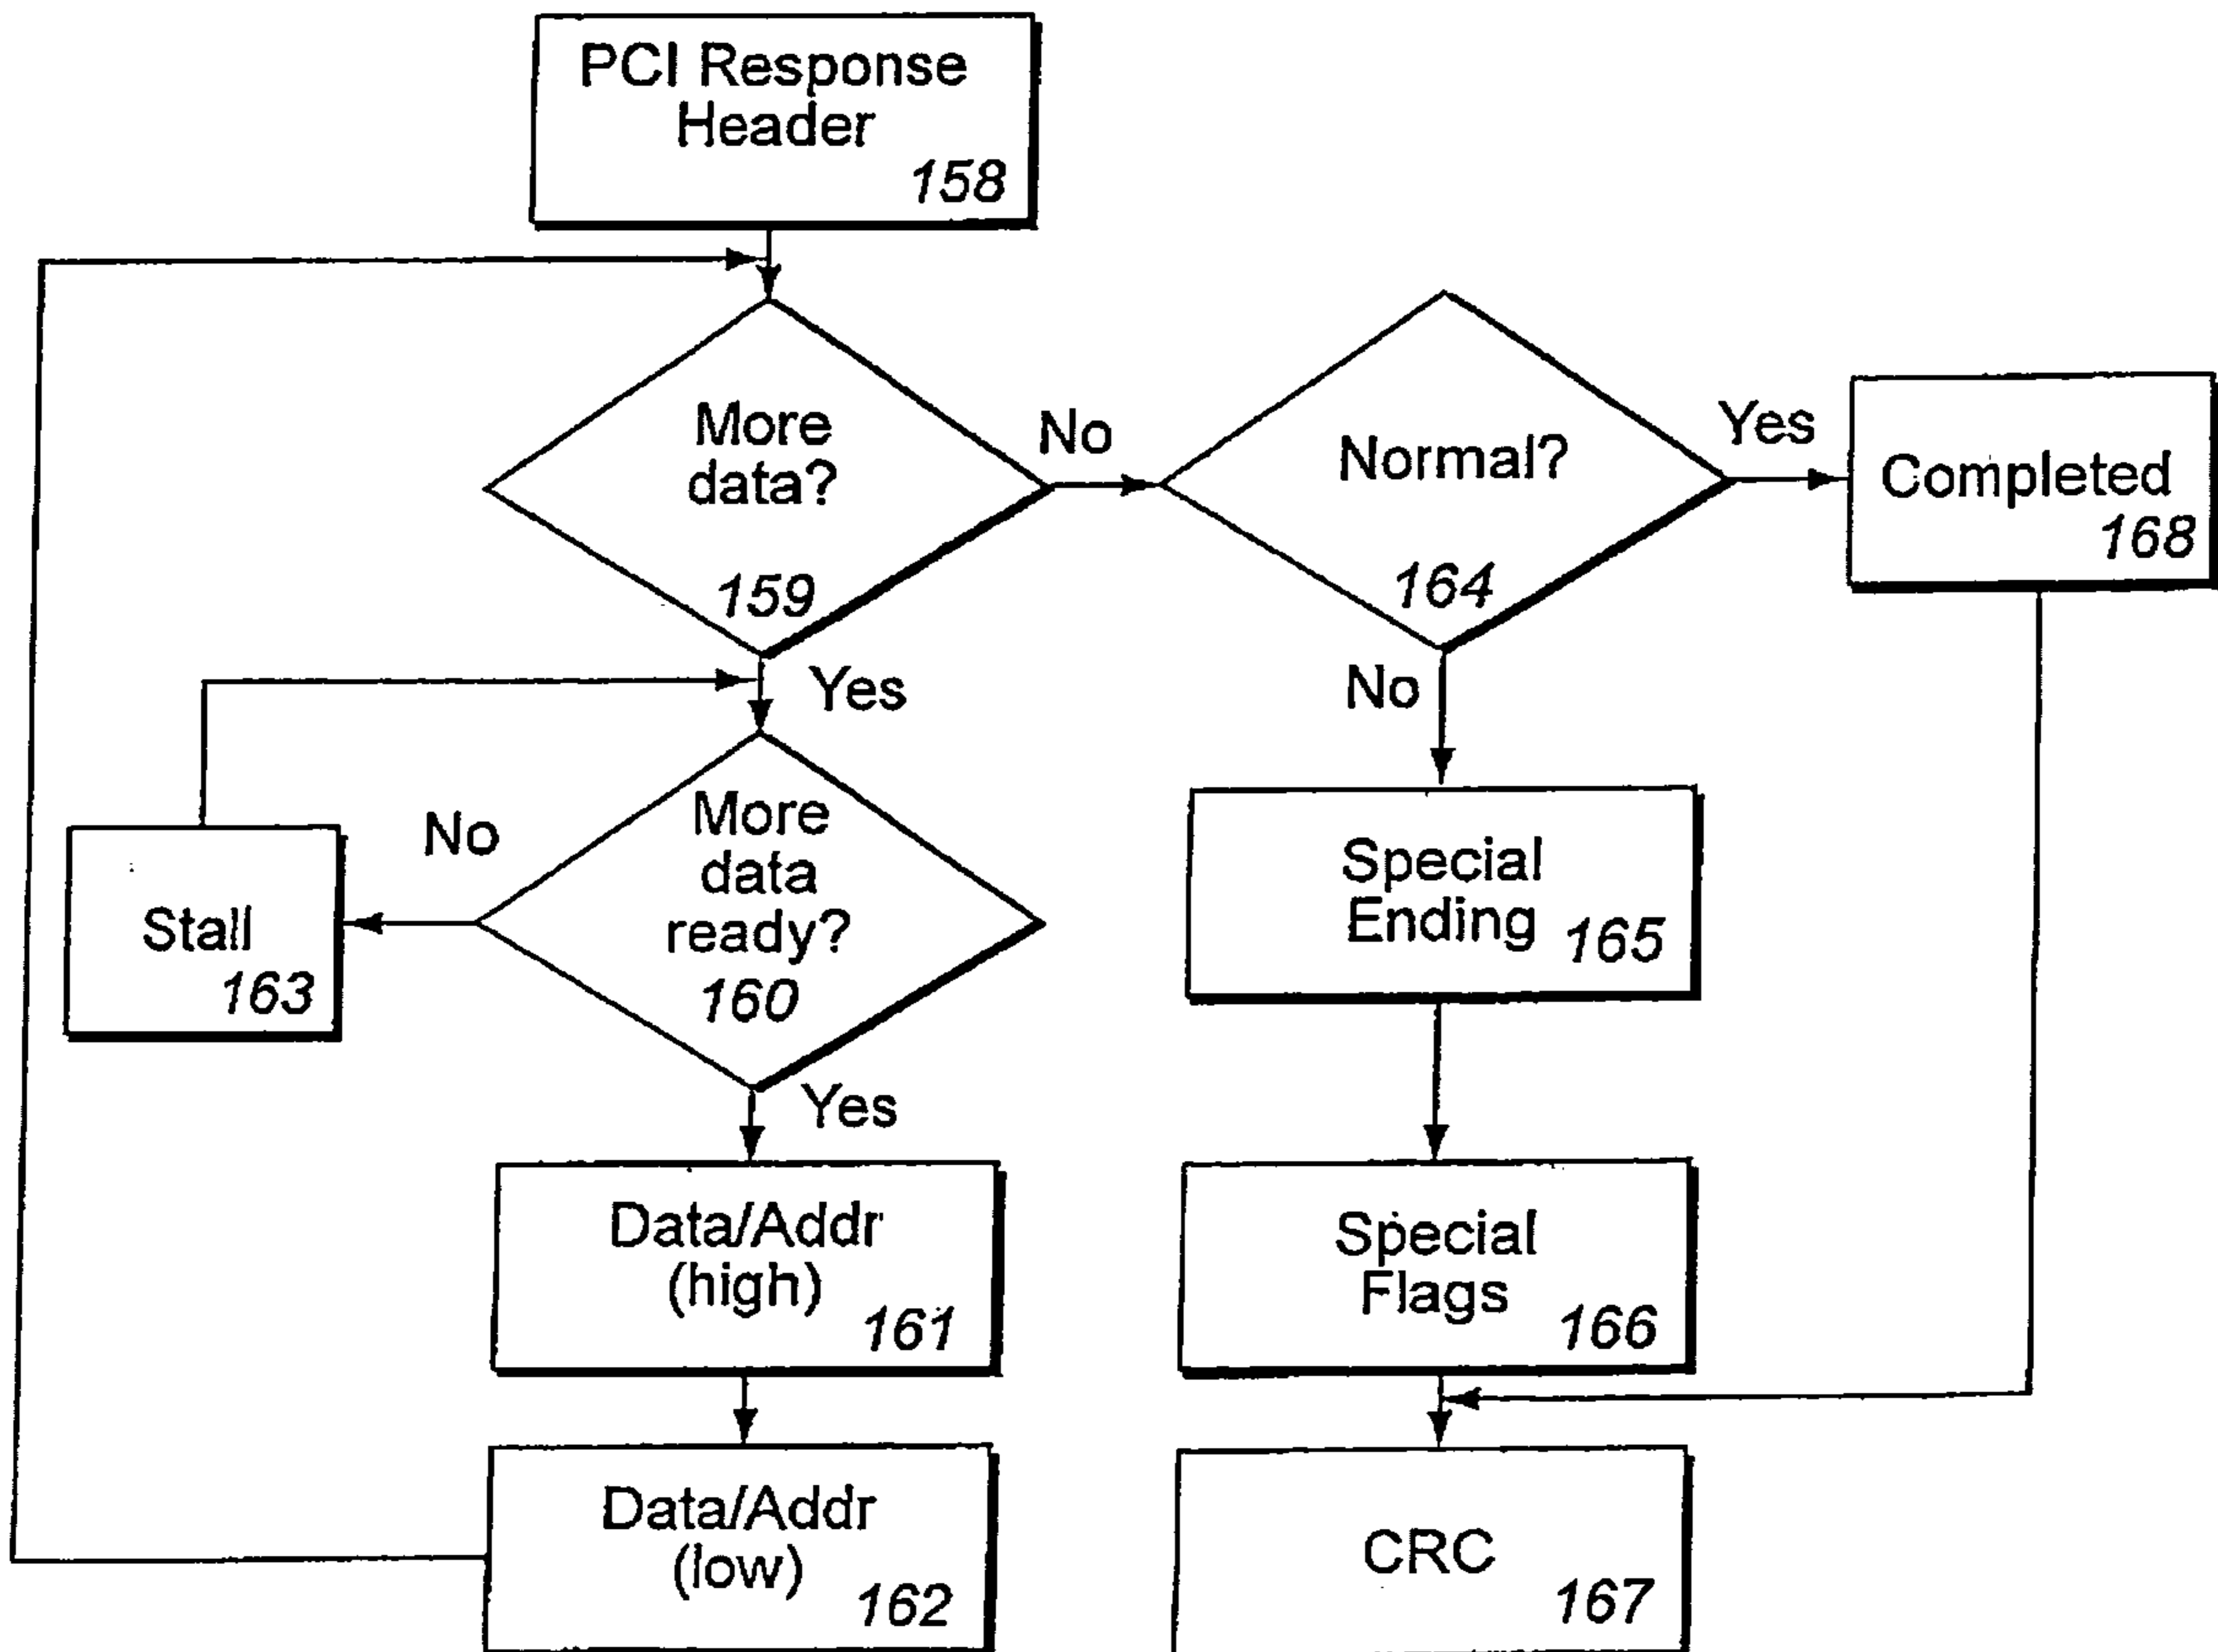 PCI Response
Header
158
More
data?
159
No
Normal?
164
Yes
Completed
168
Yes
No
More
data
ready?
160
No
Stall
163
Special
Ending
165
Yes
Data/Addr
(high)
161
Special
Flags
166
Data/Addr
(low)
162
CRC
167